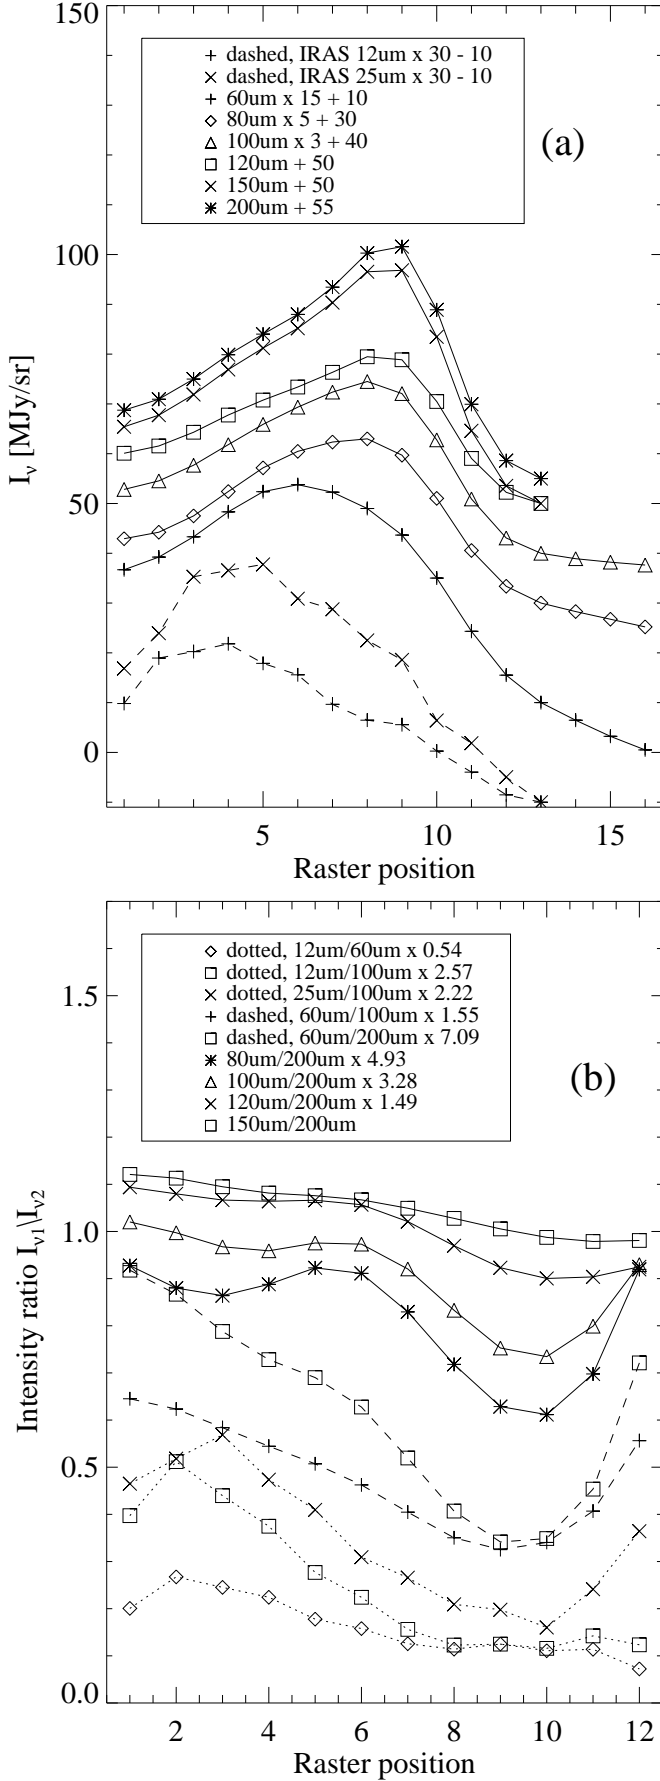 150
dashed, IRAS 12um x 30 - 10
dashed, IRAS 25um x 30 - 10
60um x 15 + 10
80um x 5 + 30
100um x 3 + 40
120um + 50
150um + 50
200um + 55
(a)
100
50
0
I_ν [MJy/sr]
5 10 15
Raster position
dotted, 12um/60um x 0.54
dotted, 12um/100um x 2.57
dotted, 25um/100um x 2.22
dashed, 60um/100um x 1.55
dashed, 60um/200um x 7.09
80um/200um x 4.93
100um/200um x 3.28
120um/200um x 1.49
150um/200um
(b)
1.5
1.0
0.5
0.0
Intensity ratio I_ν1\I_ν2
2 4 6 8 10 12
Raster position